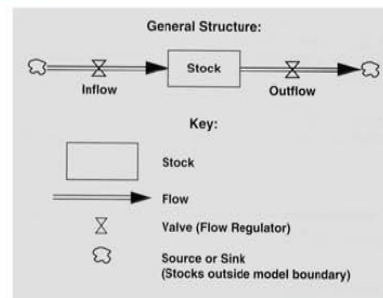 General Structure:
Stock
Inflow
Outflow
Key:
Stock
Flow
Valve (Flow Regulator)
Source or Sink
(Stocks outside model boundary)